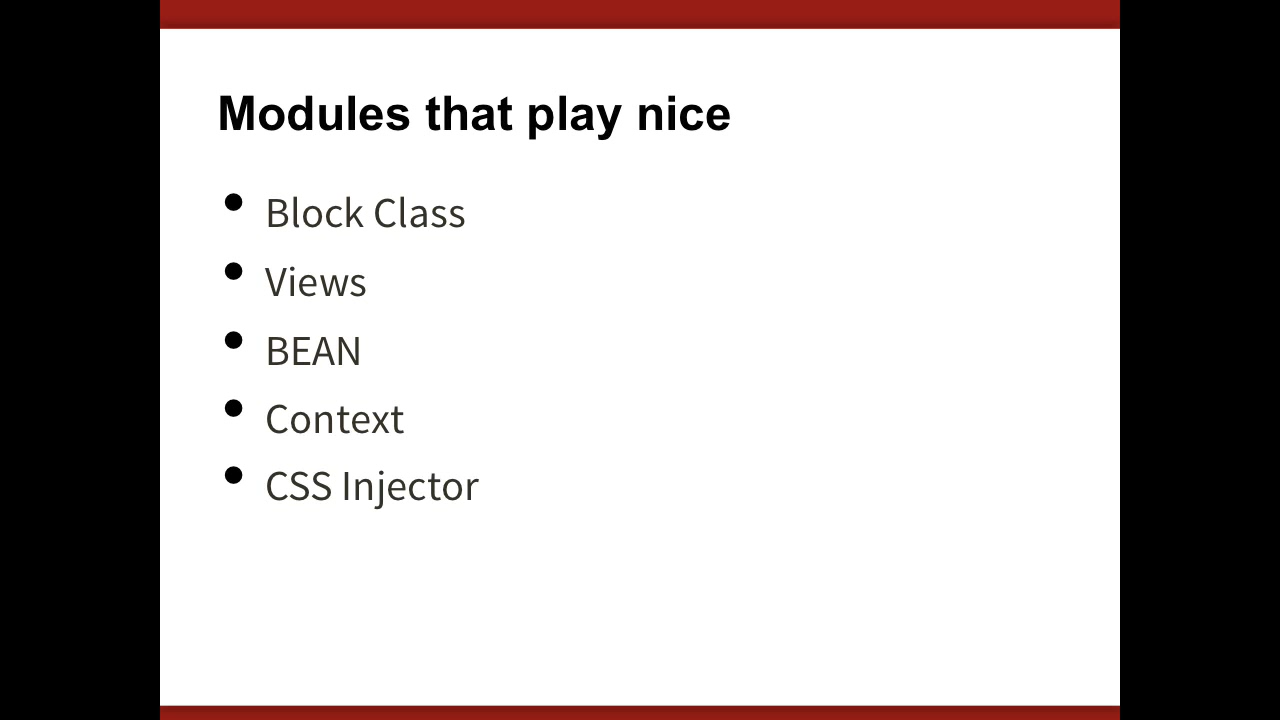 Modules that play nice
• Block Class
• Views
• BEAN
• Context
• CSS Injector